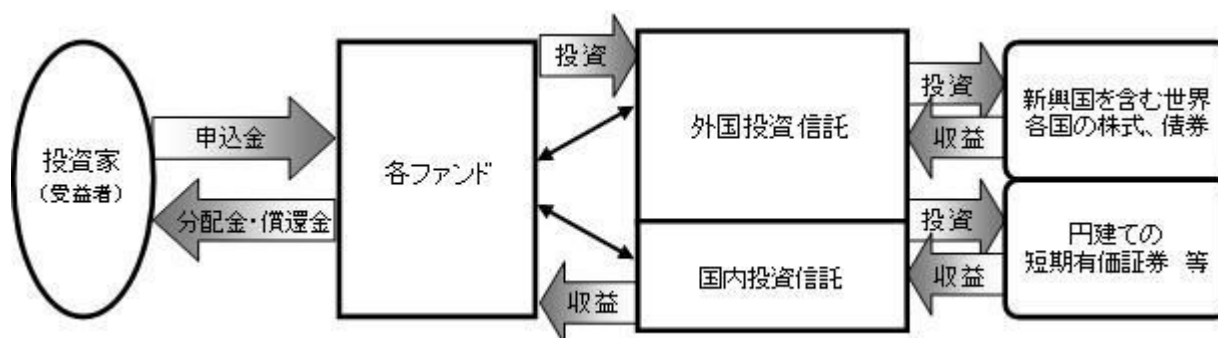 投資家
（受益者）
申込金
分配金・償還金
各ファンド
投資
収益
外国投資信託
国内投資信託
投資
収益
新興国を含む世界
各国の株式、債券
投資
収益
円建ての
短期有価証券 等